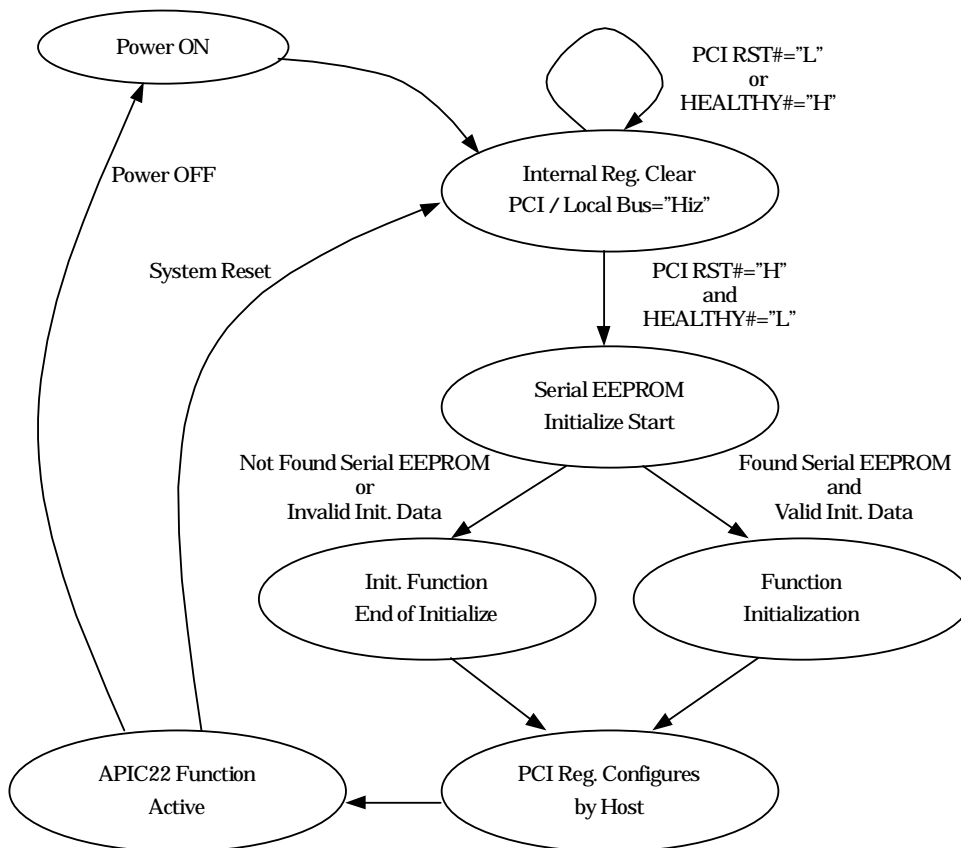 Power ON
PCI RST#="L"
or
HEALTHY#="H"
Power OFF
Internal Reg. Clear
PCI / Local Bus="Hiz"
System Reset
PCI RST#="H"
and
HEALTHY#="L"
Serial EEPROM
Initialize Start
Not Found Serial EEPROM
or
Invalid Init. Data
Found Serial EEPROM
and
Valid Init. Data
Init. Function
End of Initialize
Function
Initialization
APIC22 Function
Active
PCI Reg. Configures
by Host